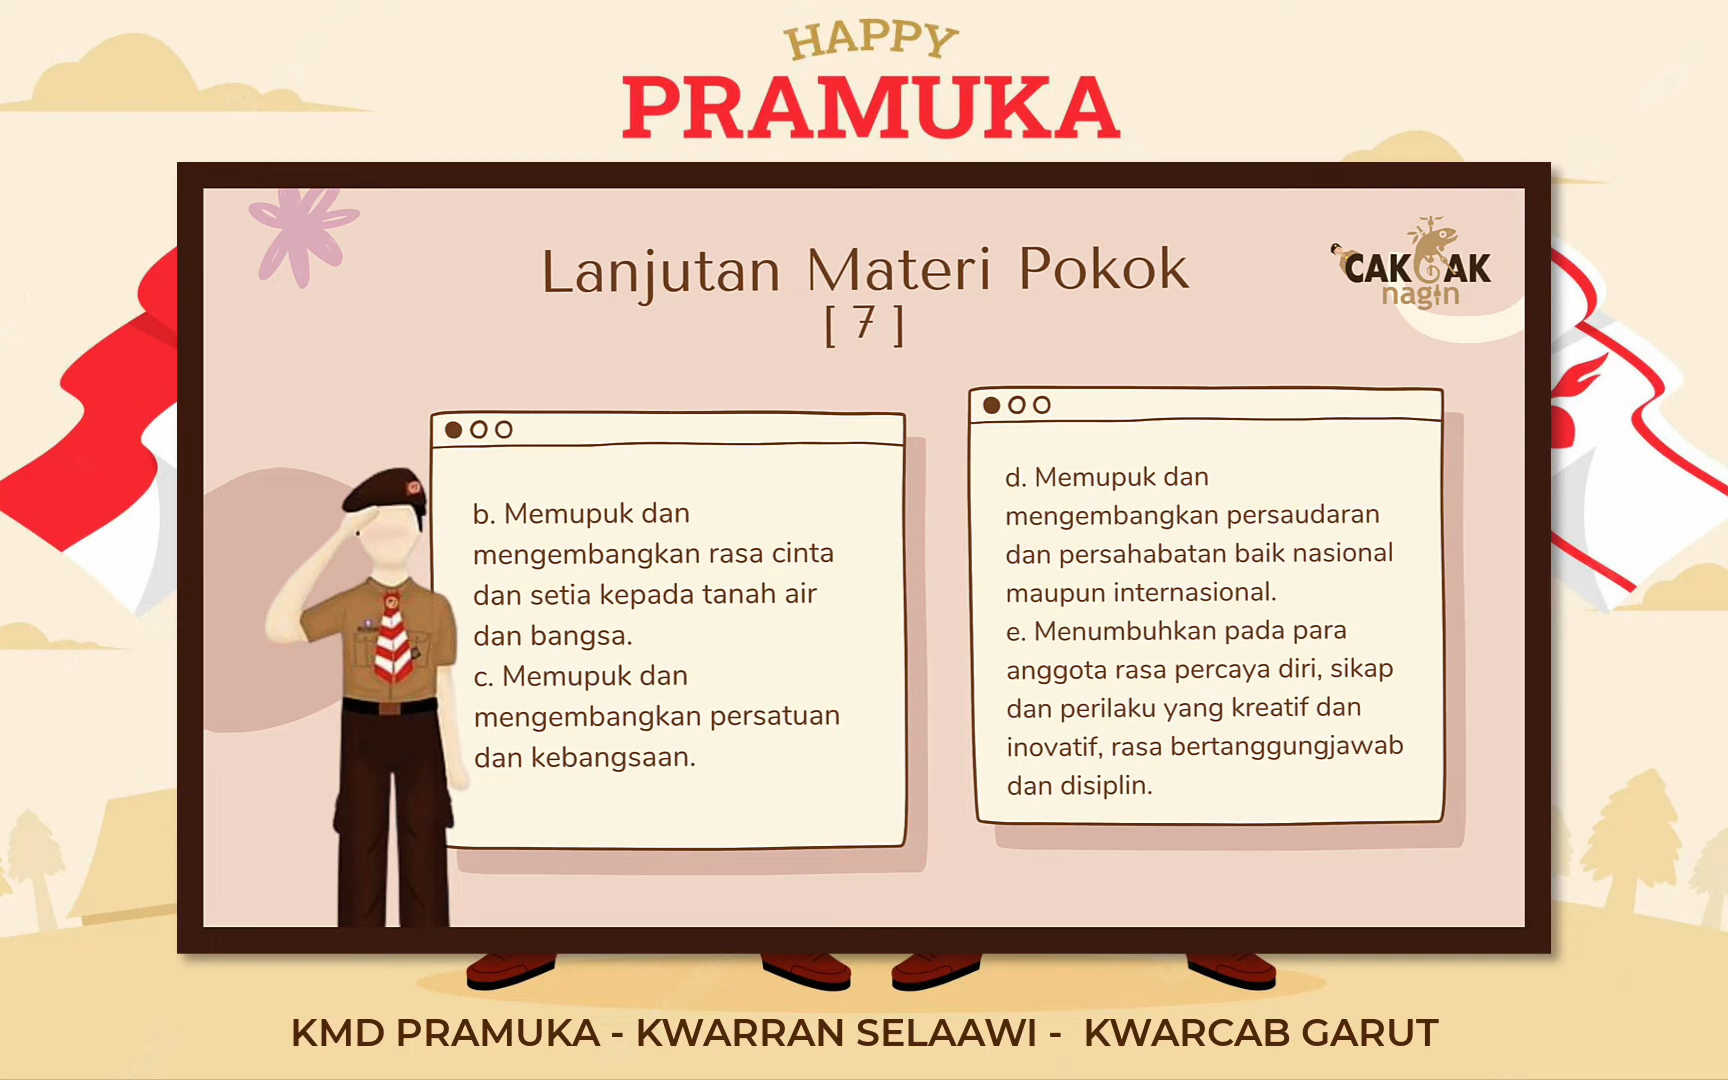 HAPPY
PRAMUKA
Lanjutan Materi Pokok
[ 7 ]
CAKCAK
nagin
b. Memupuk dan
mengembangkan rasa cinta
dan setia kepada tanah air
dan bangsa.
c. Memupuk dan
mengembangkan persatuan
dan kebangsaan.
d. Memupuk dan
mengembangkan persaudaran
dan persahabatan baik nasional
maupun internasional.
e. Menumbuhkan pada para
anggota rasa percaya diri, sikap
dan perilaku yang kreatif dan
inovatif, rasa bertanggungjawab
dan disiplin.
KMD PRAMUKA - KWARRAN SELAAWI - KWARCAB GARUT